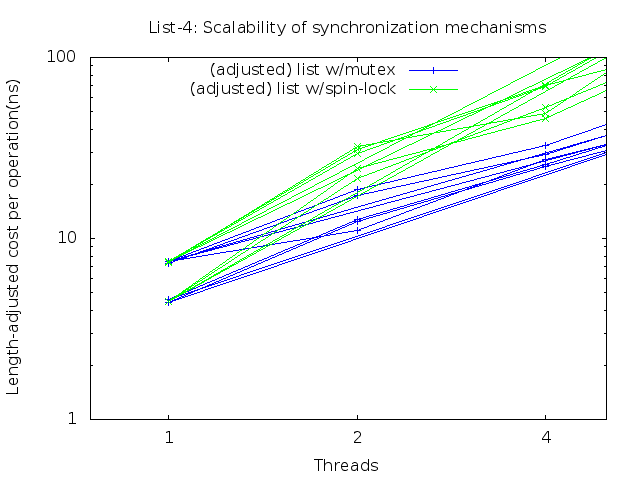 List-4: Scalability of synchronization mechanisms
100
(adjusted) list w/mutex
(adjusted) list w/spin-lock
Length-adjusted cost per operation(ns)
10
1
1
2
4
Threads